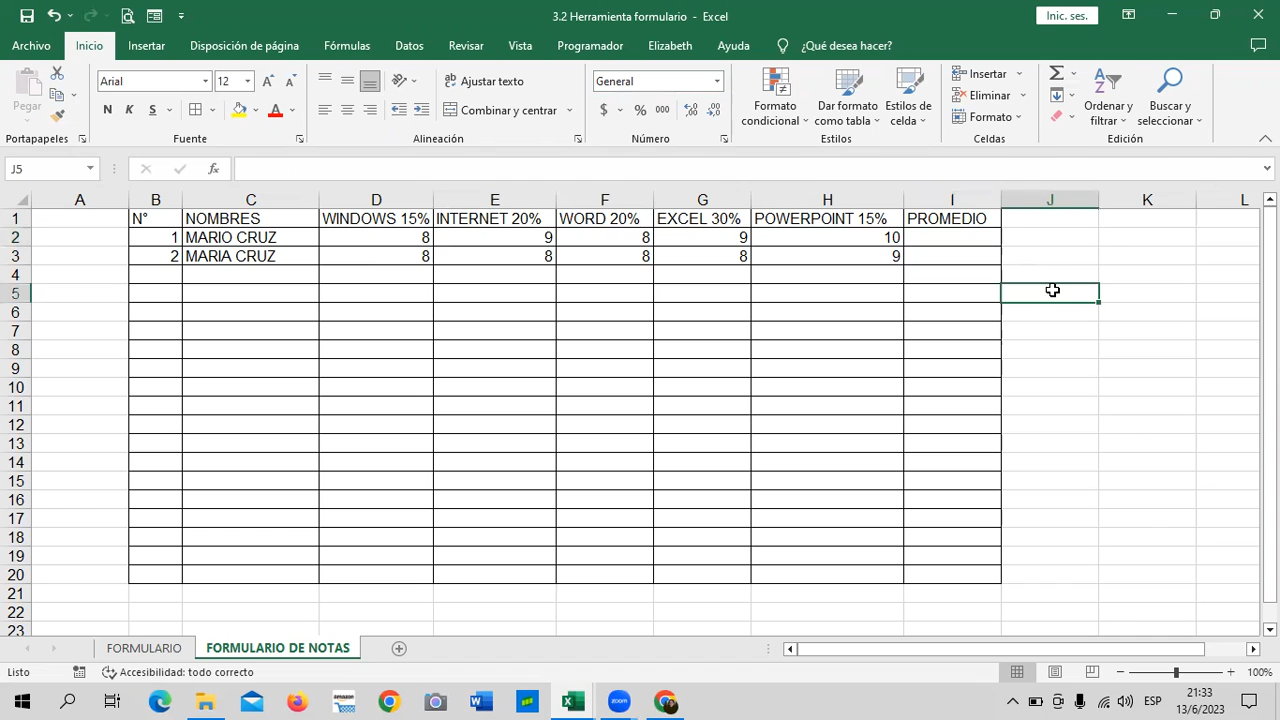 3.2 Herramienta formulario - Excel
Inic. ses.
Archivo Inicio Insertar Disposición de página Fórmulas Datos Revisar Vista Programador Elizabeth Ayuda ¿Qué desea hacer?
Pegar
Portapapeles
Arial 12
N K S
Fuente
Ajustar texto
Combinar y centrar
Alineación
General
$ % 000
Número
Formato condicional
Dar formato como tabla
Estilos de celda
Estilos
Insertar
Eliminar
Formato
Celdas
Ordenar y filtrar
Buscar y seleccionar
Edición
J5
fx
A B C D E F G H I J K L
1 N° NOMBRES WINDOWS 15% INTERNET 20% WORD 20% EXCEL 30% POWERPOINT 15% PROMEDIO
2 1 MARIO CRUZ 8 9 8 9 10
3 2 MARIA CRUZ 8 8 8 8 9
4
5
6
7
8
9
10
11
12
13
14
15
16
17
18
19
20
21
22
23
FORMULARIO FORMULARIO DE NOTAS
Listo Accesibilidad: todo correcto 100%
amazon
zoom
ESP
21:33
13/6/2023